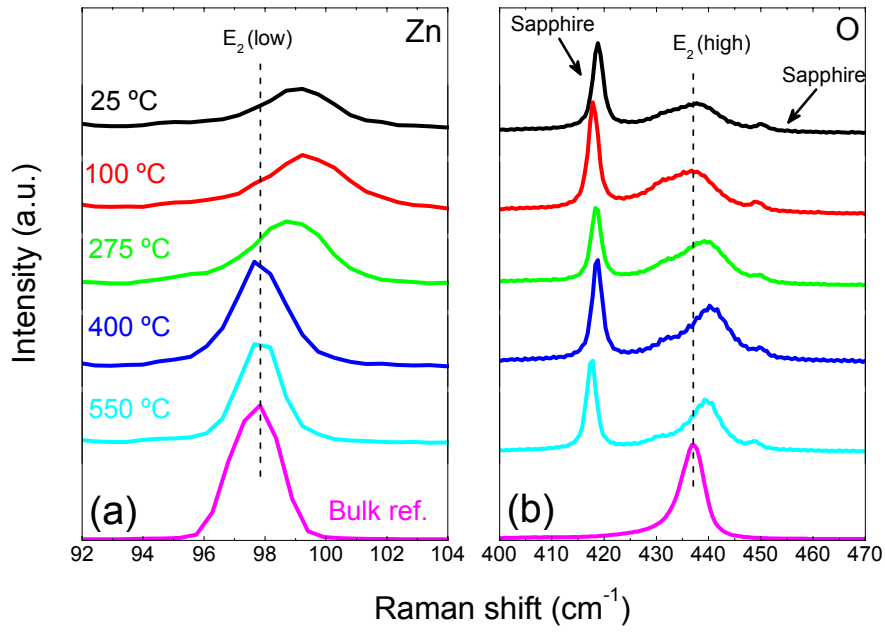 E₂ (low)
Zn
25 ºC
100 ºC
275 ºC
400 ºC
550 ºC
(a)
Bulk ref.
92 94 96 98 100 102 104
Sapphire
E₂ (high)
O
Sapphire
(b)
400 410 420 430 440 450 460 470
Intensity (a.u.)
Raman shift (cm⁻¹)